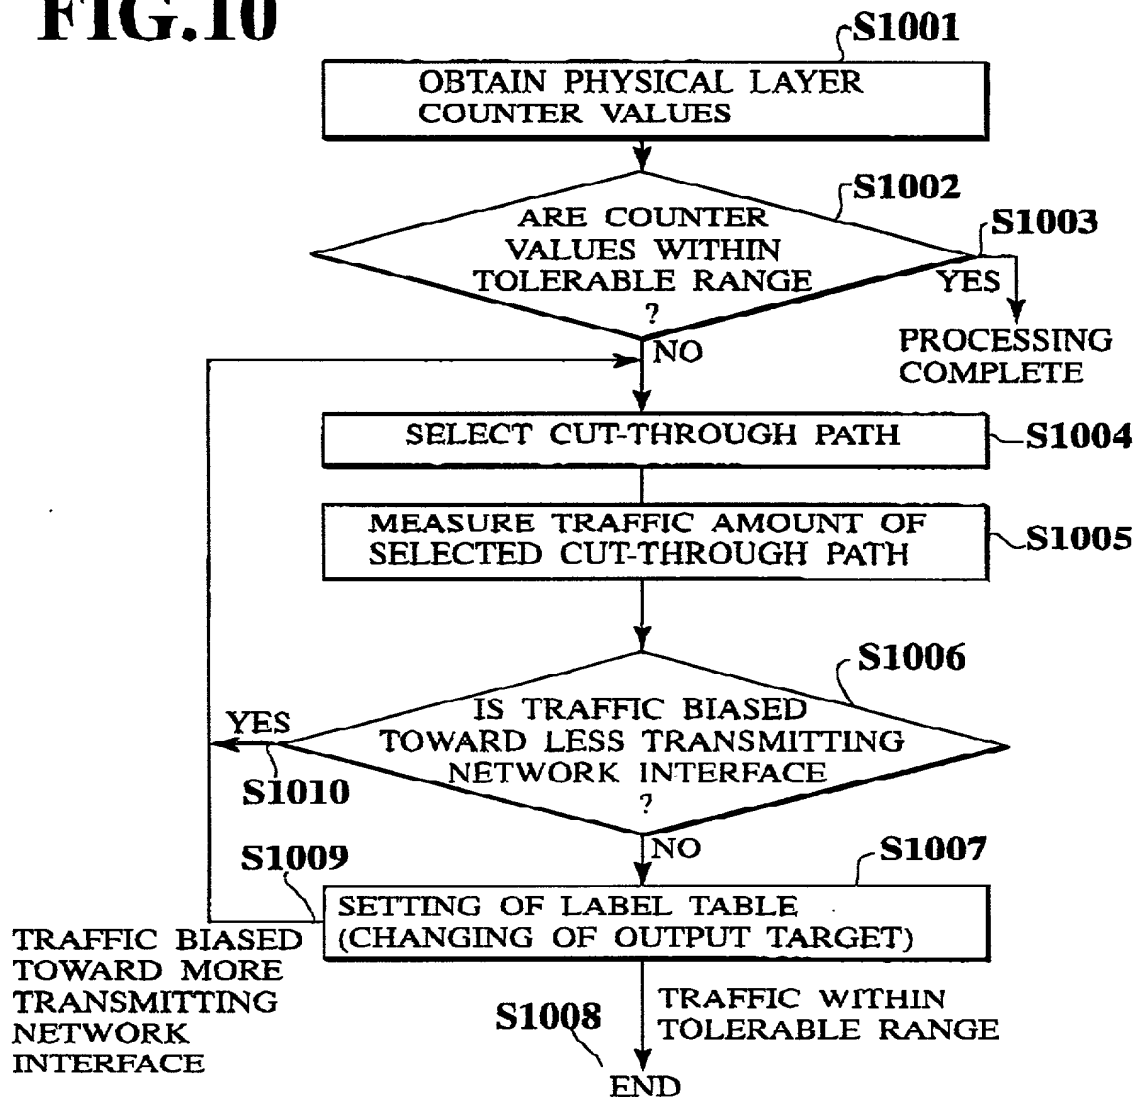 FIG.10
S1001
OBTAIN PHYSICAL LAYER
COUNTER VALUES
S1002
ARE COUNTER
VALUES WITHIN
TOLERABLE RANGE
?
S1003
YES
PROCESSING
COMPLETE
NO
SELECT CUT-THROUGH PATH
S1004
MEASURE TRAFFIC AMOUNT OF
SELECTED CUT-THROUGH PATH
S1005
S1006
IS TRAFFIC BIASED
TOWARD LESS TRANSMITTING
NETWORK INTERFACE
?
YES
S1010
NO
S1007
S1009
SETTING OF LABEL TABLE
(CHANGING OF OUTPUT TARGET)
TRAFFIC BIASED
TOWARD MORE
TRANSMITTING
NETWORK
INTERFACE
TRAFFIC WITHIN
TOLERABLE RANGE
S1008
END